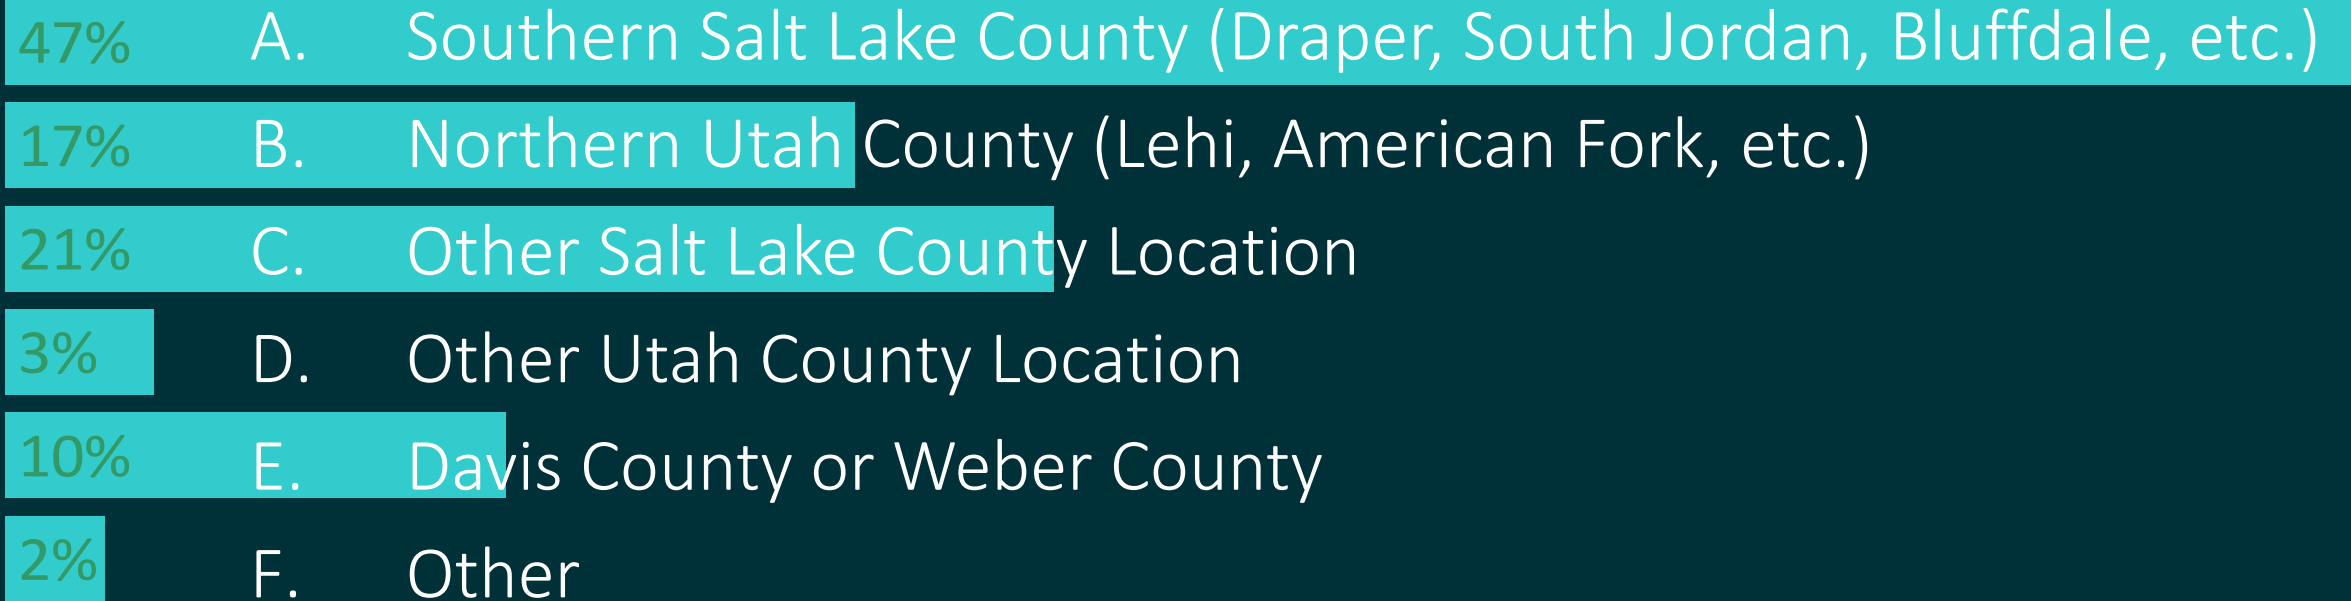 47% A. Southern Salt Lake County (Draper, South Jordan, Bluffdale, etc.)
17% B. Northern Utah County (Lehi, American Fork, etc.)
21% C. Other Salt Lake County Location
3% D. Other Utah County Location
10% E. Davis County or Weber County
2% F. Other